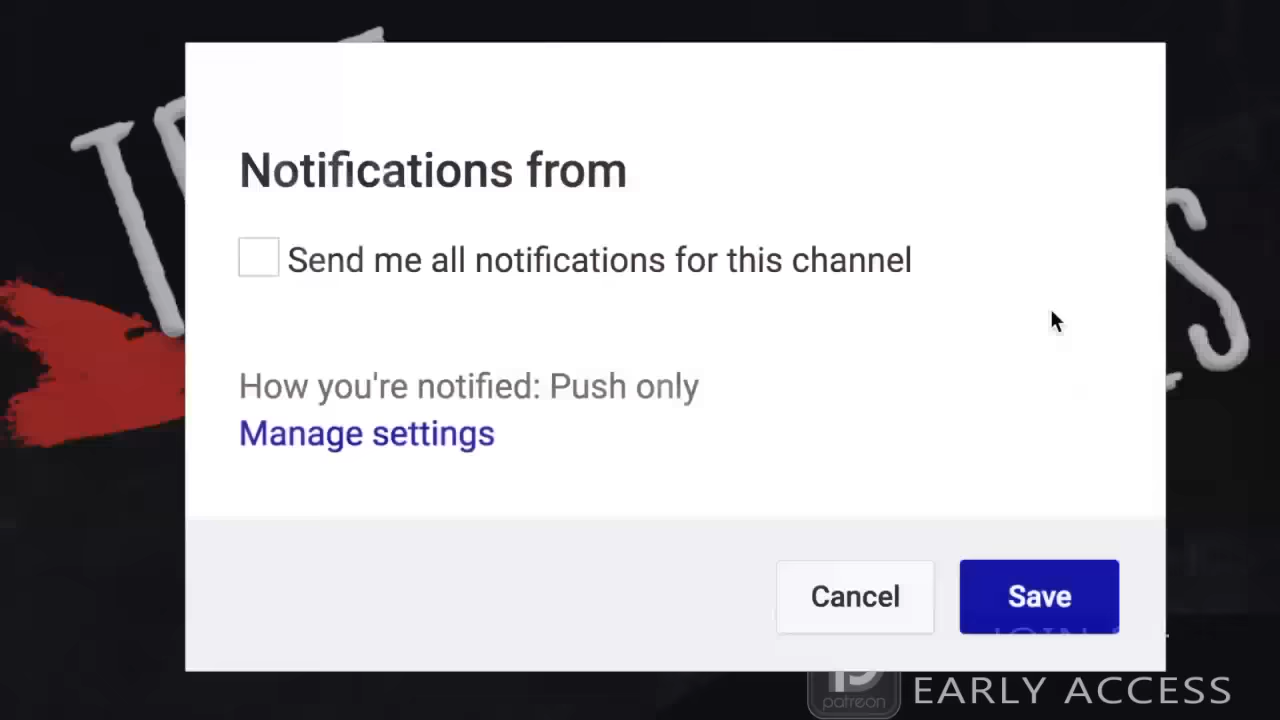 Notifications from
Send me all notifications for this channel
How you're notified: Push only
Manage settings
Cancel
Save
patreon
EARLY ACCESS